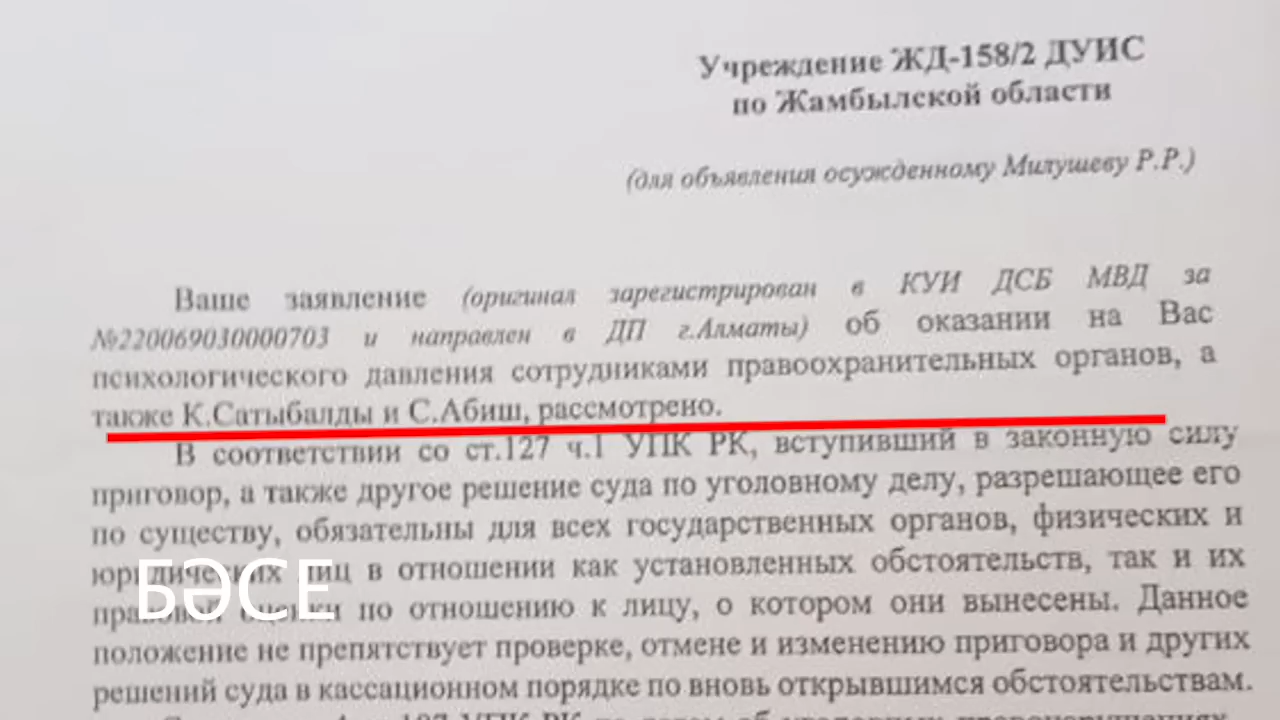 Учреждение ЖД-158/2 ДУИС
по Жамбылской области
(для объявления осужденному Милушеву Р.Р.)
Ваше заявление (оригинал зарегистрирован в КУИ ДСБ МВД за
№220069030000703 и направлен в ДП г.Алматы) об оказании на Вас
психологического давления сотрудниками правоохранительных органов, а
также К.Сатыбалды и С.Абиш, рассмотрено.
В соответствии со ст.127 ч.1 УПК РК, вступивший в законную силу
приговор, а также другое решение суда по уголовному делу, разрешающее его
по существу, обязательны для всех государственных органов, физических и
юридических лиц в отношении как установленных обстоятельств, так и их
правовой оценки по отношению к лицу, о котором они вынесены. Данное
БӘСЕ
положение не препятствует проверке, отмене и изменению приговора и других
решений суда в кассационном порядке по вновь открывшимся обстоятельствам.